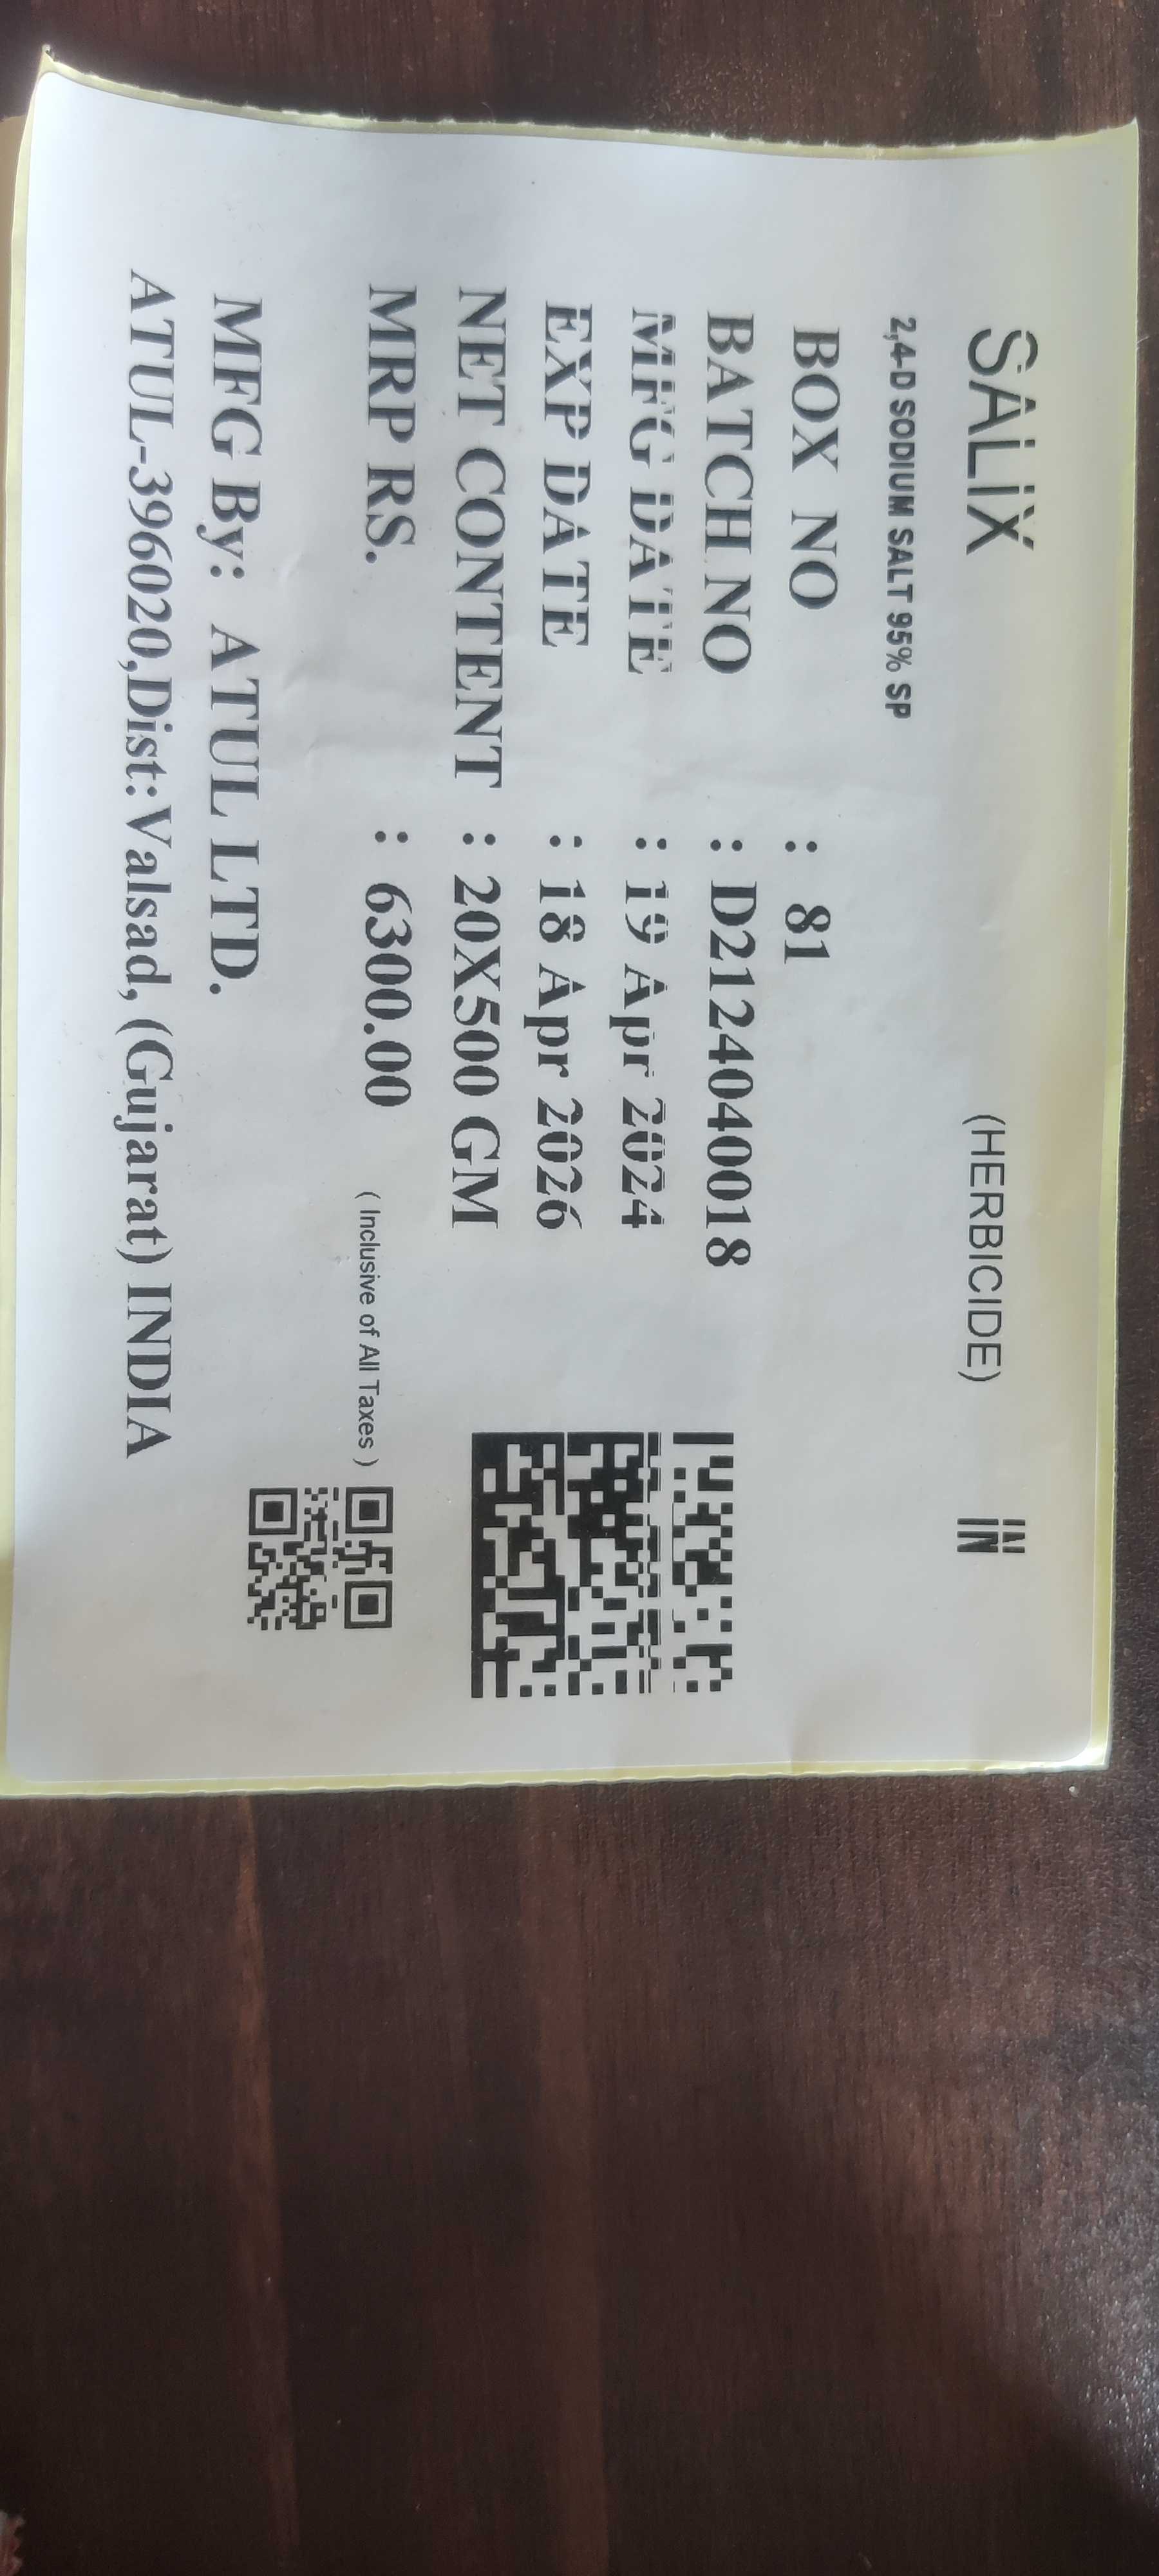 SALIX (HERBICIDE) IN
2,4-D SODIUM SALT 95% SP
BOX NO : 81
BATCH NO : D2124040018
MFG DATE : 19 Apr 2024
EXP DATE : 18 Apr 2026
NET CONTENT : 20X500 GM
MRP RS. : 6300.00 ( Inclusive of All Taxes )
MFG By: ATUL LTD.
ATUL-396020,Dist:Valsad, (Gujarat) INDIA